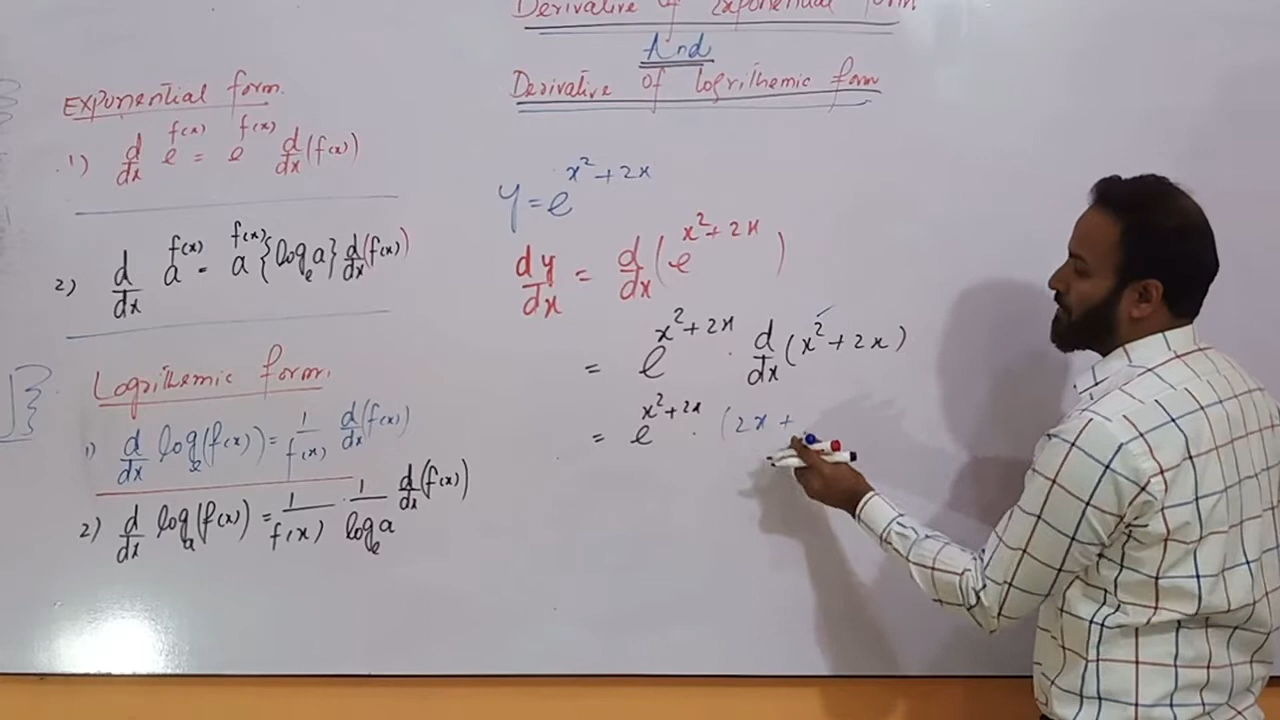 Derivative of Exponential form
And
Derivative of logrithemic form
Exponential form.
1) d/dx e^f(x) = e^f(x) d/dx (f(x))
2) d/dx a^f(x) = a^f(x) {log_e a} d/dx (f(x))
Logrithemic form.
1) d/dx log_e (f(x)) = 1/f(x) d/dx (f(x))
2) d/dx log_a (f(x)) = 1/f(x) · 1/log_e a d/dx (f(x))
y = e^x²+2x
dy/dx = d/dx (e^x²+2x)
= e^x²+2x · d/dx (x²+2x)
= e^x²+2x · (2x +